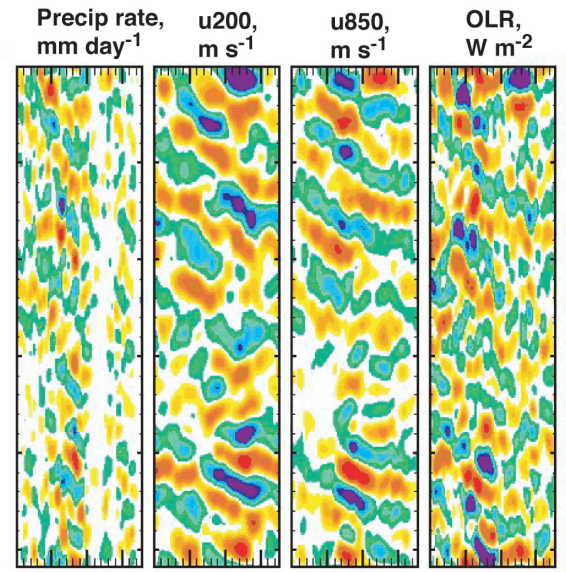 Precip rate,
mm day-1
u200,
m s-1
u850,
m s-1
OLR,
W m-2